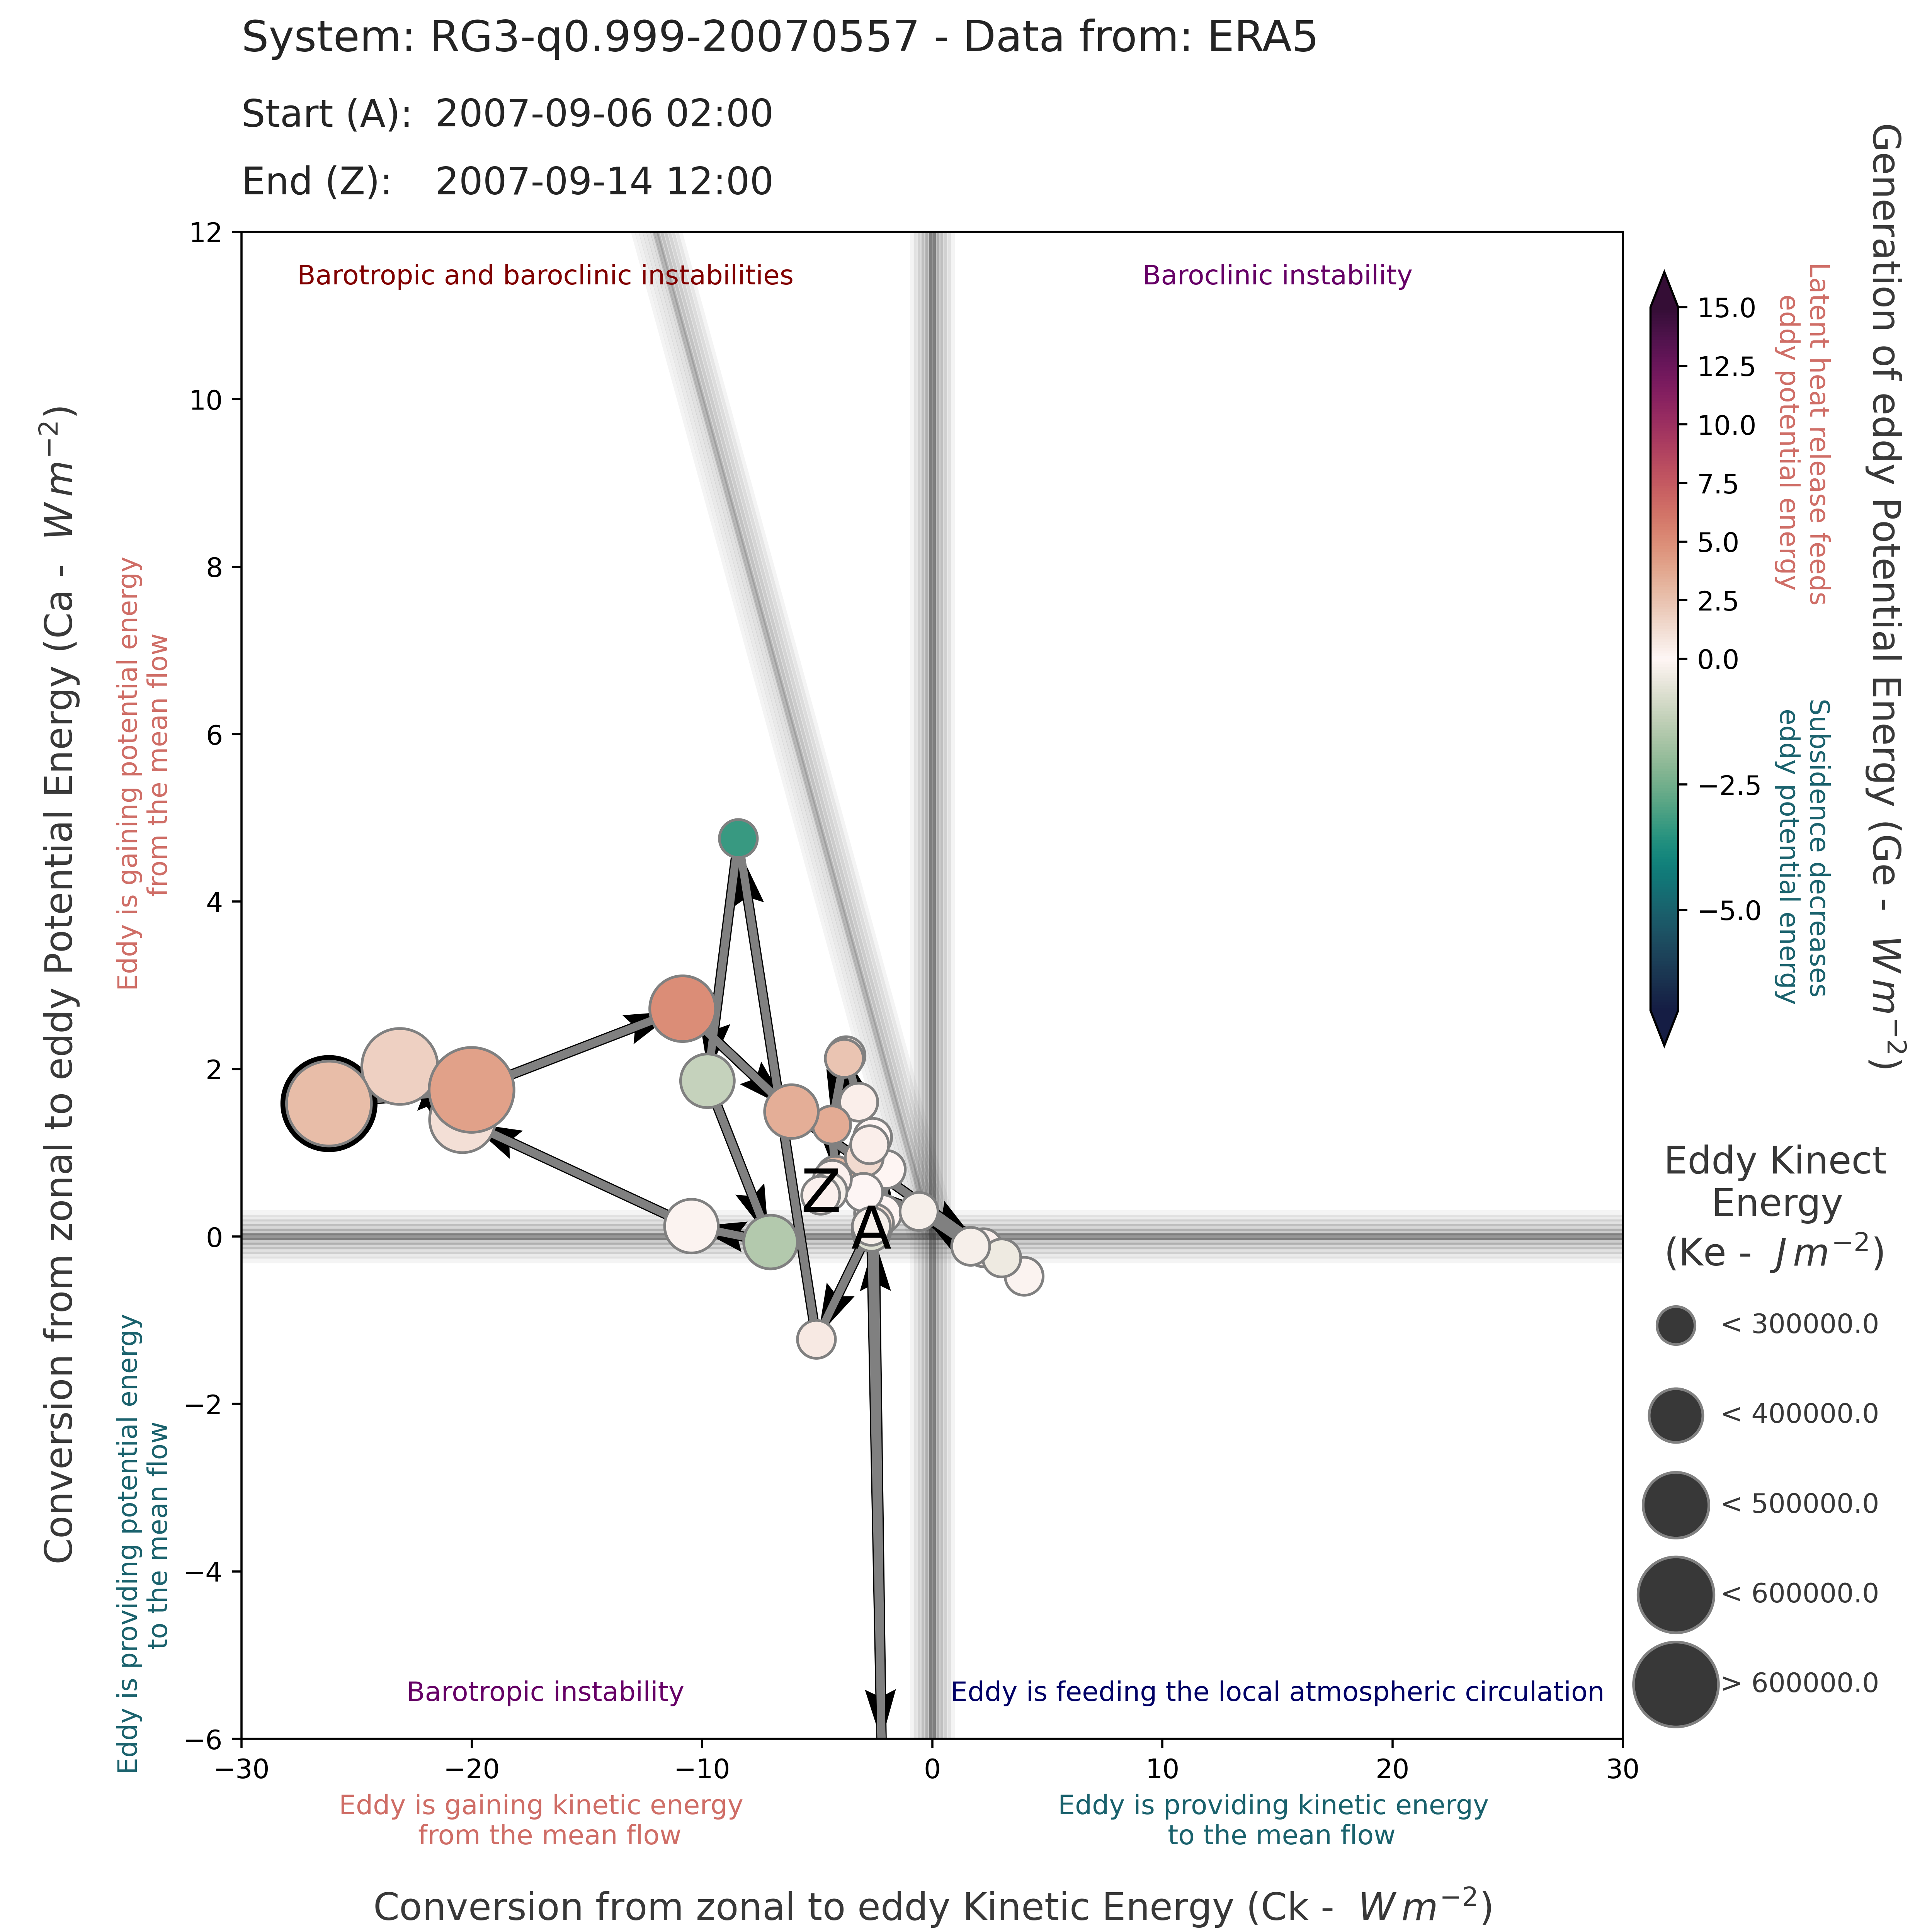 System: RG3-q0.999-20070557 - Data from: ERA5
Start (A): 2007-09-06 02:00
End (Z): 2007-09-14 12:00
Conversion from zonal to eddy Potential Energy (Ca - W m⁻²)
Eddy is gaining potential energy
from the mean flow
Eddy is providing potential energy
to the mean flow
12
10
8
6
4
2
0
−2
−4
−6
Barotropic and baroclinic instabilities
Baroclinic instability
Z
A
Barotropic instability
Eddy is feeding the local atmospheric circulation
−30
−20
−10
0
10
20
30
Eddy is gaining kinetic energy
from the mean flow
Eddy is providing kinetic energy
to the mean flow
Conversion from zonal to eddy Kinetic Energy (Ck - W m⁻²)
15.0
12.5
10.0
7.5
5.0
2.5
0.0
−2.5
−5.0
Latent heat release feeds
eddy potential energy
Subsidence decreases
eddy potential energy
Generation of eddy Potential Energy (Ge - W m⁻²)
Eddy Kinect
Energy
(Ke - J m⁻²)
< 300000.0
< 400000.0
< 500000.0
< 600000.0
> 600000.0